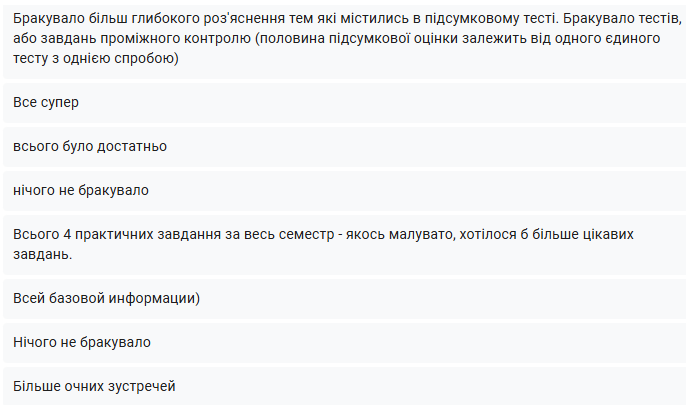 Бракувало більш глибокого роз'яснення тем які містились в підсумковому тесті. Бракувало тестів,
або завдань проміжного контролю (половина підсумкової оцінки залежить від одного єдиного
тесту з однією спробою)
Все супер
всього було достатньо
нічого не бракувало
Всього 4 практичних завдання за весь семестр - якось малувато, хотілося б більше цікавих
завдань.
Всей базовой информации)
Нічого не бракувало
Більше очних зустречей